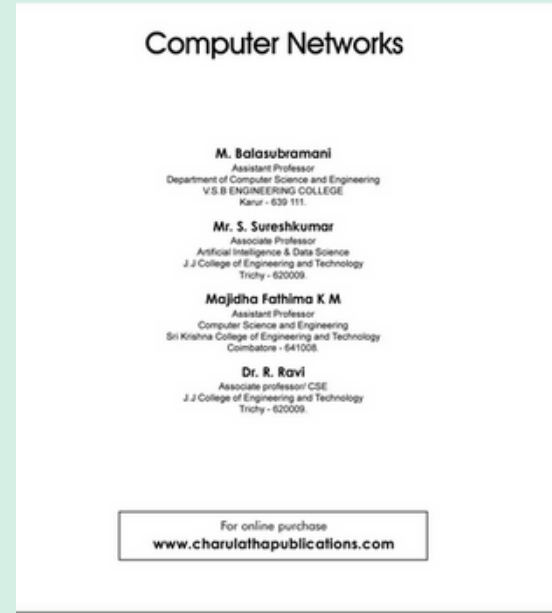 Computer Networks
M. Balasubramani
Assistant Professor
Department of Computer Science and Engineering
V.S.B ENGINEERING COLLEGE
Karur - 639 111.
Mr. S. Sureshkumar
Associate Professor
Artificial Intelligence & Data Science
J.J College of Engineering and Technology
Trichy - 620009.
Majidha Fathima K M
Assistant Professor
Computer Science and Engineering
Sri Krishna College of Engineering and Technology
Coimbatore - 641008.
Dr. R. Ravi
Associate professor/ CSE
J.J College of Engineering and Technology
Trichy - 620009.
For online purchase
www.charulathapublications.com